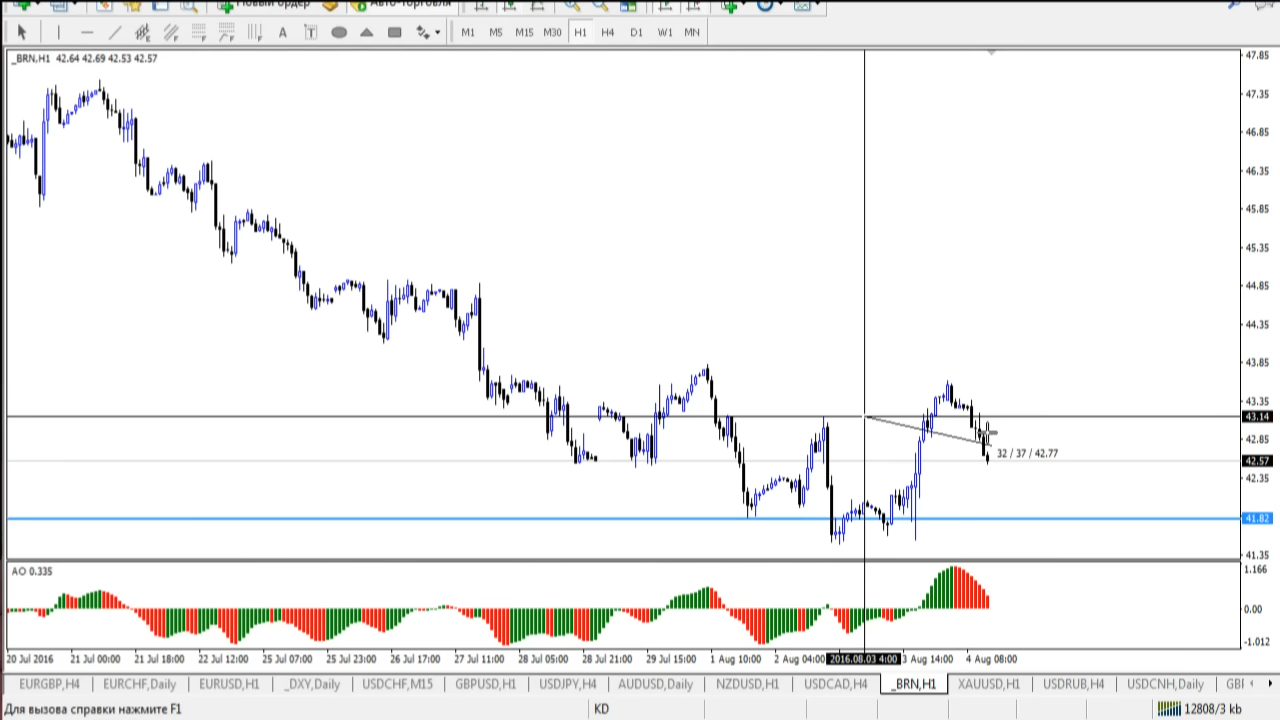 Новый ордер Авто-торговля
A T M1 M5 M15 M30 H1 H4 D1 W1 MN
_BRN,H1 42.64 42.69 42.53 42.57
47.85
47.35
46.85
46.35
45.85
45.35
44.85
44.35
43.85
43.35
43.14
42.85
32 / 37 / 42.77
42.57
42.35
41.82
41.35
AO 0.335
1.166
0.00
-1.012
20 Jul 2016 21 Jul 00:00 21 Jul 18:00 22 Jul 12:00 25 Jul 07:00 25 Jul 23:00 26 Jul 17:00 27 Jul 11:00 28 Jul 05:00 28 Jul 21:00 29 Jul 15:00 1 Aug 10:00 2 Aug 04:00 2016.08.03 4:00 3 Aug 14:00 4 Aug 08:00
EURGBP,H4 EURCHF,Daily EURUSD,H1 _DXY,Daily USDCHF,M15 GBPUSD,H1 USDJPY,H4 AUDUSD,Daily NZDUSD,H1 USDCAD,H4 _BRN,H1 XAUUSD,H1 USDRUB,H4 USDCNH,Daily GBI
Для вызова справки нажмите F1 KD 12808/3 kb